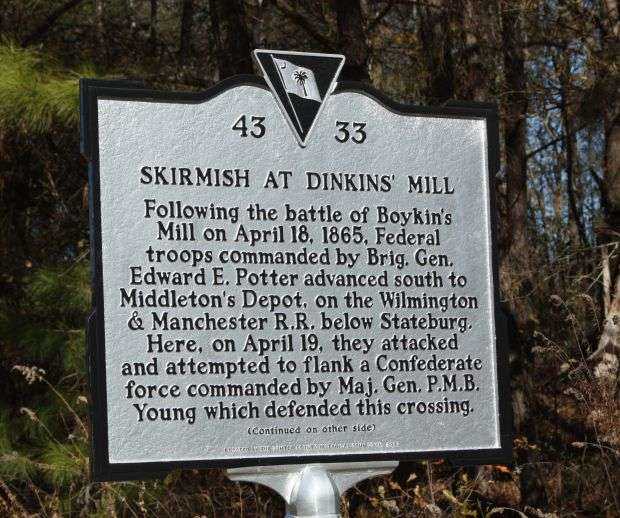 43 33
SKIRMISH AT DINKINS' MILL
Following the battle of Boykin's
Mill on April 18, 1865, Federal
troops commanded by Brig. Gen.
Edward E. Potter advanced south to
Middleton's Depot, on the Wilmington
& Manchester R.R. below Stateburg.
Here, on April 19, they attacked
and attempted to flank a Confederate
force commanded by Maj. Gen. P.M.B.
Young which defended this crossing.
(Continued on other side)